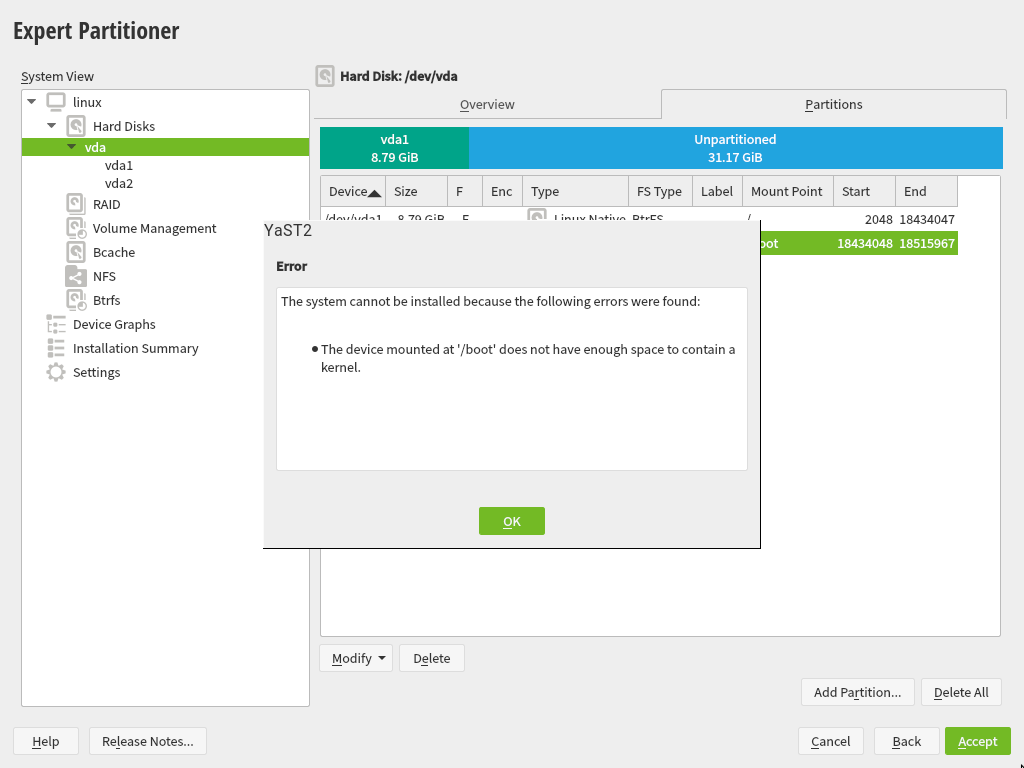 Expert Partitioner
System View
linux
Hard Disks
vda
vda1
vda2
RAID
Volume Management
Bcache
NFS
Btrfs
Device Graphs
Installation Summary
Settings
Hard Disk: /dev/vda
Overview
Partitions
vda1
8.79 GiB
Unpartitioned
31.17 GiB
Device Size F Enc Type FS Type Label Mount Point Start End
/dev/vda1 8.79 GiB F Linux Native BtrFS / 2048 18434047
oot 18434048 18515967
YaST2
Error
The system cannot be installed because the following errors were found:
• The device mounted at '/boot' does not have enough space to contain a
kernel.
OK
Modify
Delete
Add Partition...
Delete All
Help
Release Notes...
Cancel
Back
Accept